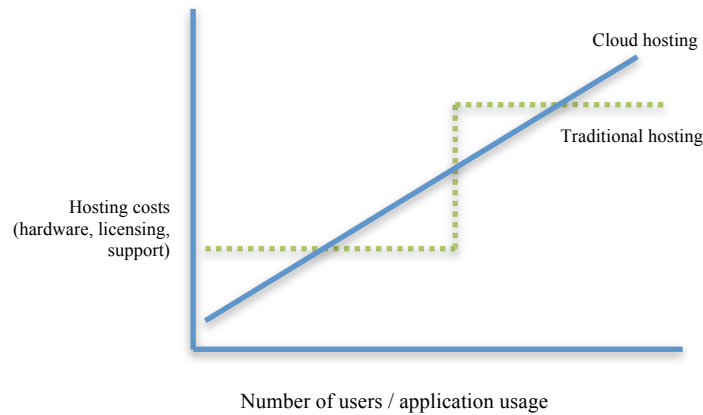 Cloud hosting
Traditional hosting
Hosting costs
(hardware, licensing,
support)
Number of users / application usage